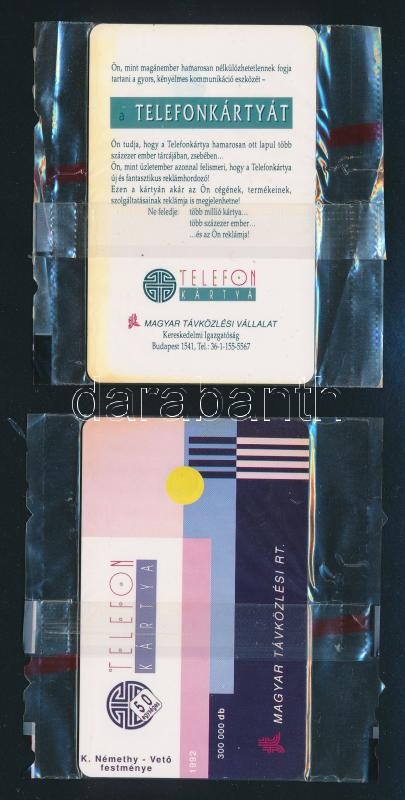 Ön, mint magánember hamarosan nélkülözhetetlennek fogja
tartani a gyors, kényelmes kommunikáció eszközét –
a TELEFONKÁRTYÁT
Ön tudja, hogy a Telefonkártya hamarosan ott lapul több
százezer ember tárcájában, zsebében...
Ön, mint üzletember azonnal felismeri, hogy a Telefonkártya
új és fantasztikus reklámhordozó!
Ezen a kártyán akár az Ön cégének, termékeinek,
szolgáltatásainak reklámja is megjelenhetne!
Ne feledje: több millió kártya...
több százezer ember...
...és az Ön reklámja!
TELEFON
KÁRTYA
MAGYAR TÁVKÖZLÉSI VÁLLALAT
Kereskedelmi Igazgatóság
Budapest 1541, Tel.: 36-1-155-5567
darabanth
TELEFON
KÁRTYA
50
egységes
K. Némethy - Vető
festménye
1992
300 000 db
MAGYAR TÁVKÖZLÉSI RT.